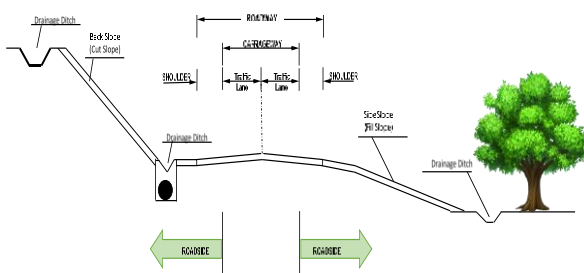 Drainage Ditch
Back Slope
(Cut Slope)
ROADWAY
CARRIAGEWAY
SHOULDER
Traffic
Lane
Traffic
Lane
SHOULDER
Side Slope
(Fill Slope)
Drainage Ditch
Drainage Ditch
ROADSIDE
ROADSIDE